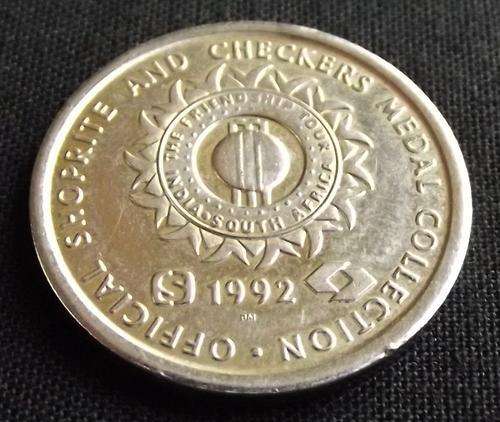 OFFICIAL SHOPRITE AND CHECKERS MEDAL COLLECTION •
THE FRIENDSHIP TOUR
INDIA • SOUTH AFRICA
S 1992